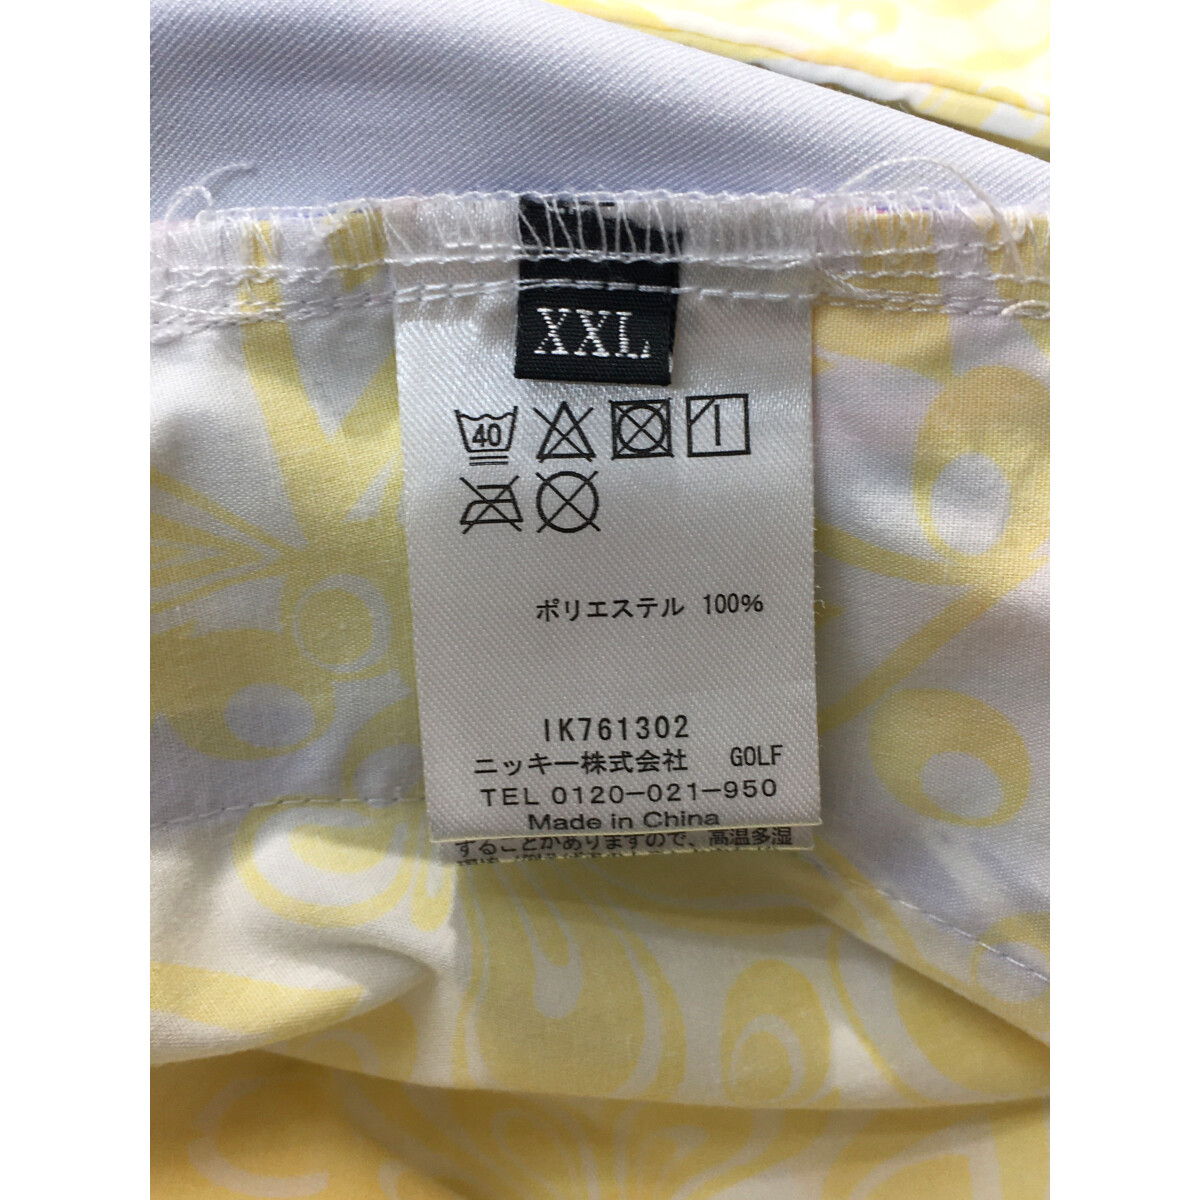 XXL
40
ポリエステル 100%
IK761302
ニッキー株式会社 GOLF
TEL 0120-021-950
Made in China
することがありますので、高温多湿